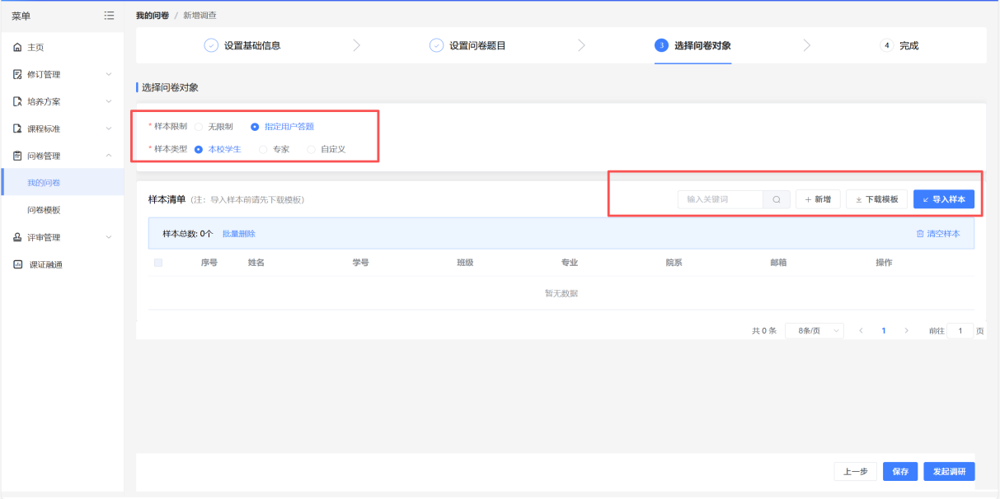 菜单
我的问卷 / 新增调查
主页
修订管理
培养方案
课程标准
问卷管理
我的问卷
问卷模板
评审管理
课证融通
设置基础信息
设置问卷题目
3 选择问卷对象
4 完成
选择问卷对象
* 样本限制 无限制 指定用户答题
* 样本类型 本校学生 专家 自定义
样本清单 (注: 导入样本前请先下载模板)
输入关键词 + 新增 下载模板 导入样本
样本总数: 0个 批量删除 清空样本
序号 姓名 学号 班级 专业 院系 邮箱 操作
暂无数据
共 0 条 8条/页 < 1 > 前往 1 页
上一步 保存 发起调研